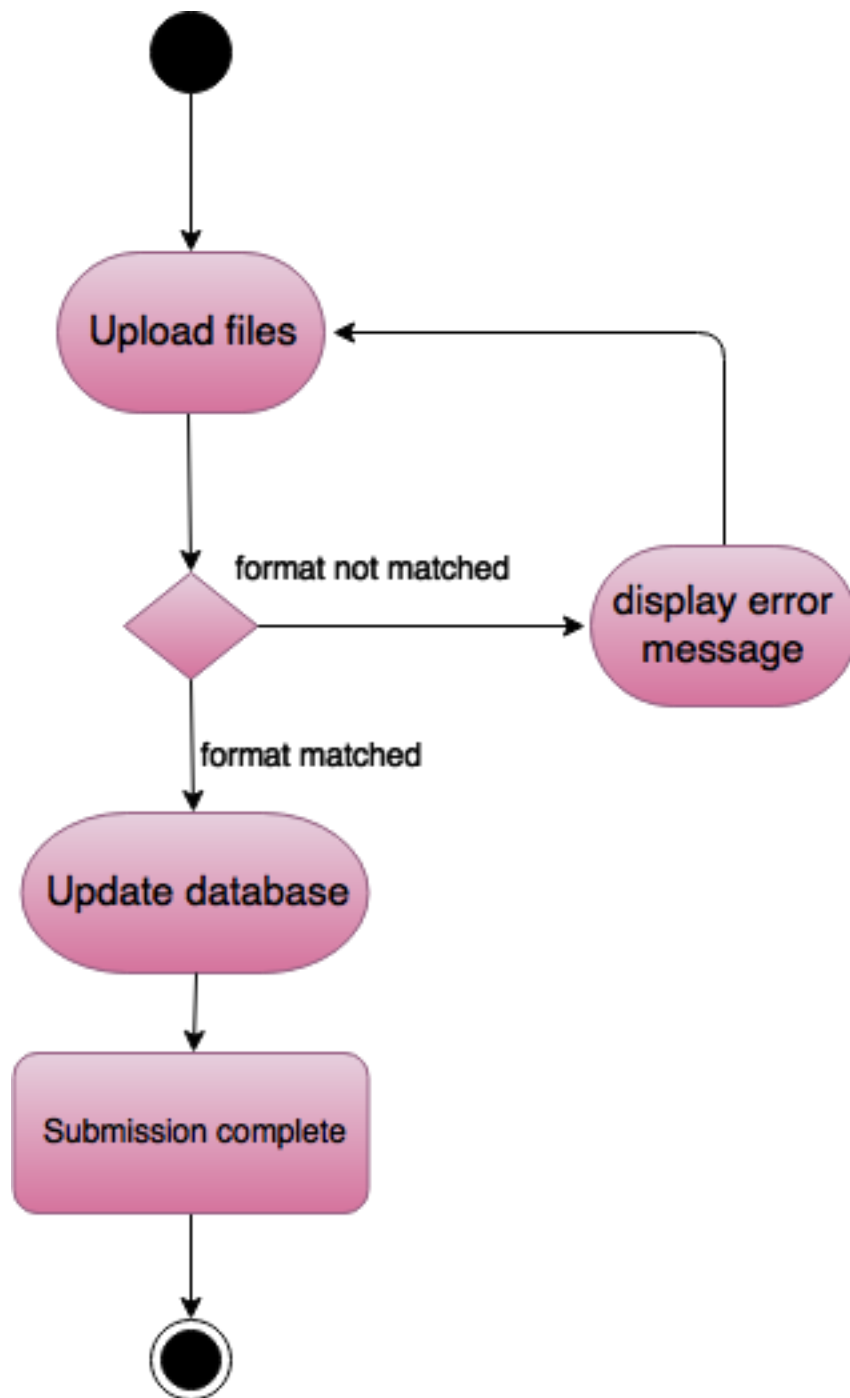 Upload files
format not matched
display error
message
format matched
Update database
Submission complete